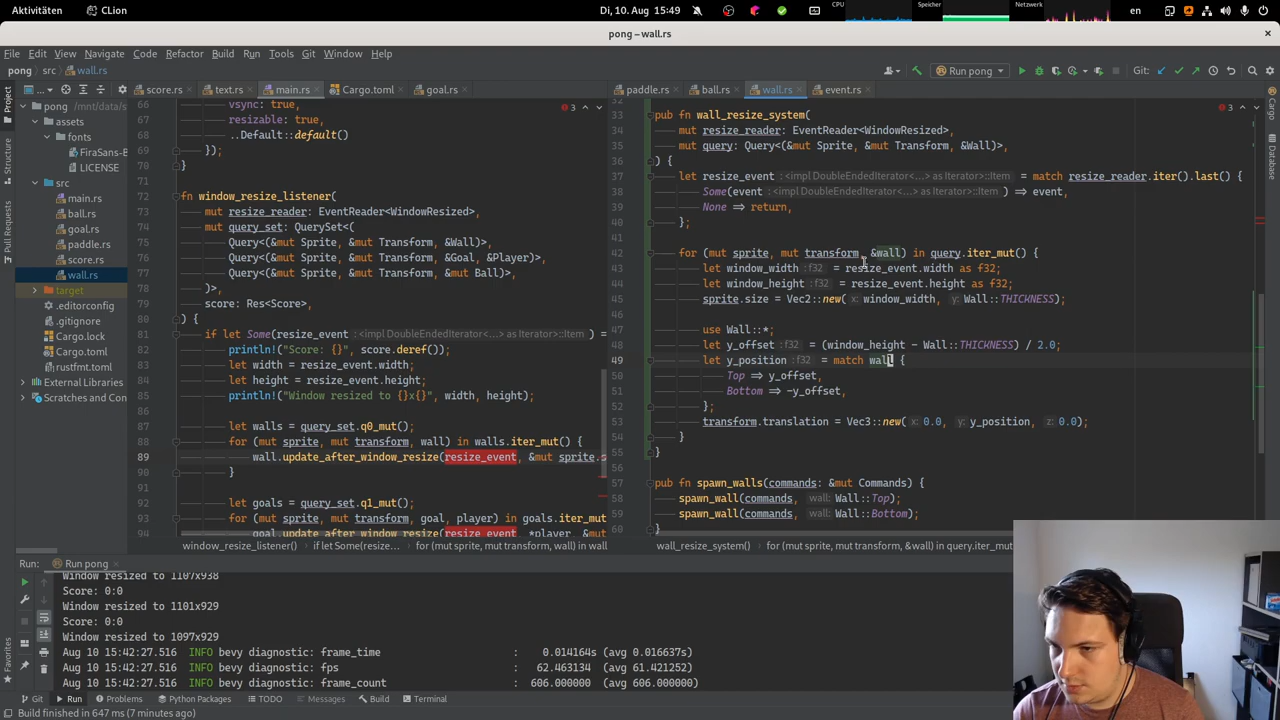 Aktivitäten CLion Di, 10. Aug 15:49 CPU Speicher Netzwerk en
pong – wall.rs
File Edit View Navigate Code Refactor Build Run Tools Git Window Help
pong src wall.rs Run pong Git:
Project
Structure
Pull Requests
Favorites
Cargo
Database
pong /mnt/data/s
assets
fonts
FiraSans-B
LICENSE
src
main.rs
ball.rs
goal.rs
paddle.rs
score.rs
wall.rs
target
.editorconfig
.gitignore
Cargo.lock
Cargo.toml
rustfmt.toml
External Libraries
Scratches and Con
score.rs text.rs main.rs Cargo.toml goal.rs
3
66
67 vsync: true,
68 resizable: true,
69 ..Default::default()
70 });
71 }
72 fn window_resize_listener(
73 mut resize_reader: EventReader<WindowResized>,
74 mut query_set: QuerySet<(
75 Query<(&mut Sprite, &mut Transform, &Wall)>,
76 Query<(&mut Sprite, &mut Transform, &Goal, &Player)>,
77 Query<(&mut Sprite, &mut Transform, &mut Ball)>,
78 )>,
79 score: Res<Score>,
80 ) {
81 if let Some(resize_event: <impl DoubleEndedIterator<...> as Iterator>::Item ) =
82 println!("Score: {}", score.deref());
83 let width = resize_event.width;
84 let height = resize_event.height;
85 println!("Window resized to {}x{}", width, height);
86
87 let walls = query_set.q0_mut();
88 for (mut sprite, mut transform, wall) in walls.iter_mut() {
89 wall.update_after_window_resize(resize_event, &mut sprite.s
90 }
91
92 let goals = query_set.q1_mut();
93 for (mut sprite, mut transform, goal, player) in goals.iter_mut
94 goal.update_after_window_resize(resize_event, *player, &mut
window_resize_listener() if let Some(resize... for (mut sprite, mut transform, wall) in wall
paddle.rs ball.rs wall.rs event.rs
3
32
33 pub fn wall_resize_system(
34 mut resize_reader: EventReader<WindowResized>,
35 mut query: Query<(&mut Sprite, &mut Transform, &Wall)>,
36 ) {
37 let resize_event: <impl DoubleEndedIterator<...> as Iterator>::Item = match resize_reader.iter().last() {
38 Some(event: <impl DoubleEndedIterator<...> as Iterator>::Item ) => event,
39 None => return,
40 };
41
42 for (mut sprite, mut transform, &wall) in query.iter_mut() {
43 let window_width: f32 = resize_event.width as f32;
44 let window_height: f32 = resize_event.height as f32;
45 sprite.size = Vec2::new( x: window_width, y: Wall::THICKNESS);
46
47 use Wall::*;
48 let y_offset: f32 = (window_height - Wall::THICKNESS) / 2.0;
49 let y_position: f32 = match wall {
50 Top => y_offset,
51 Bottom => -y_offset,
52 };
53 transform.translation = Vec3::new( x: 0.0, y: y_position, z: 0.0);
54 }
55 }
56
57 pub fn spawn_walls(commands: &mut Commands) {
58 spawn_wall(commands, wall: Wall::Top);
59 spawn_wall(commands, wall: Wall::Bottom);
60 }
wall_resize_system() for (mut sprite, mut transform, &wall) in query.iter_m
Run: Run pong
Window resized to 1107x938
Score: 0:0
Window resized to 1101x929
Score: 0:0
Window resized to 1097x929
Aug 10 15:42:27.516 INFO bevy diagnostic: frame_time : 0.014164s (avg 0.016637s)
Aug 10 15:42:27.516 INFO bevy diagnostic: fps : 62.463134 (avg 61.421252)
Aug 10 15:42:27.516 INFO bevy diagnostic: frame_count : 606.000000 (avg 606.000000)
Git Run Problems Python Packages TODO Messages Build Terminal
Build finished in 647 ms (7 minutes ago)